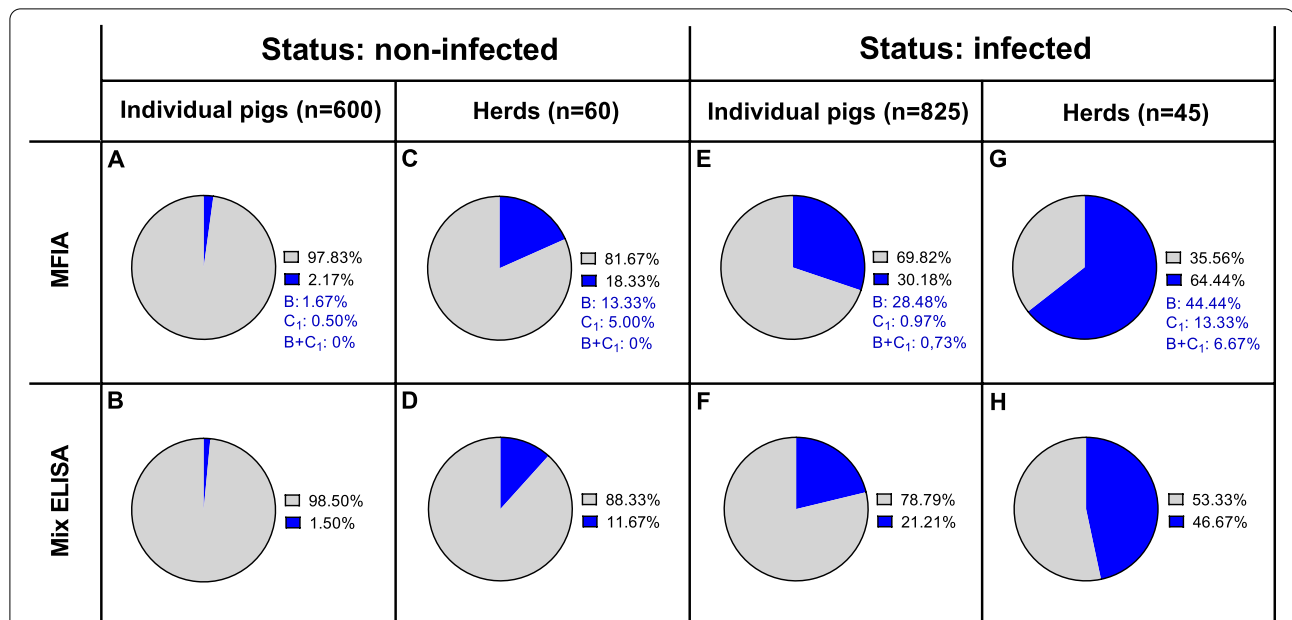 Status: non-infected
Status: infected
Individual pigs (n=600)
Herds (n=60)
Individual pigs (n=825)
Herds (n=45)
MFIA
A
97.83%
2.17%
B: 1.67%
C₁: 0.50%
B+C₁: 0%
C
81.67%
18.33%
B: 13.33%
C₁: 5.00%
B+C₁: 0%
E
69.82%
30.18%
B: 28.48%
C₁: 0.97%
B+C₁: 0,73%
G
35.56%
64.44%
B: 44.44%
C₁: 13.33%
B+C₁: 6.67%
Mix ELISA
B
98.50%
1.50%
D
88.33%
11.67%
F
78.79%
21.21%
H
53.33%
46.67%